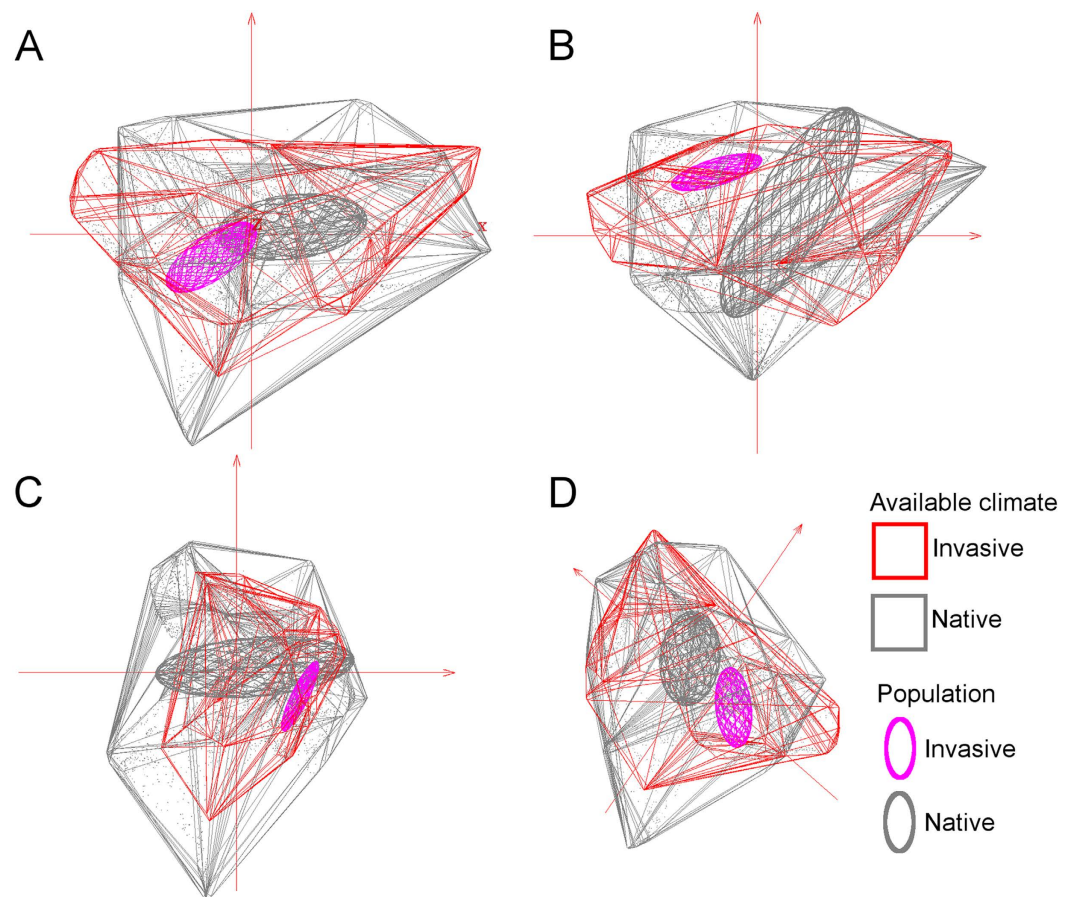 A
B
Z
X
C
D
Available climate
Invasive
Native
Population
Invasive
Native